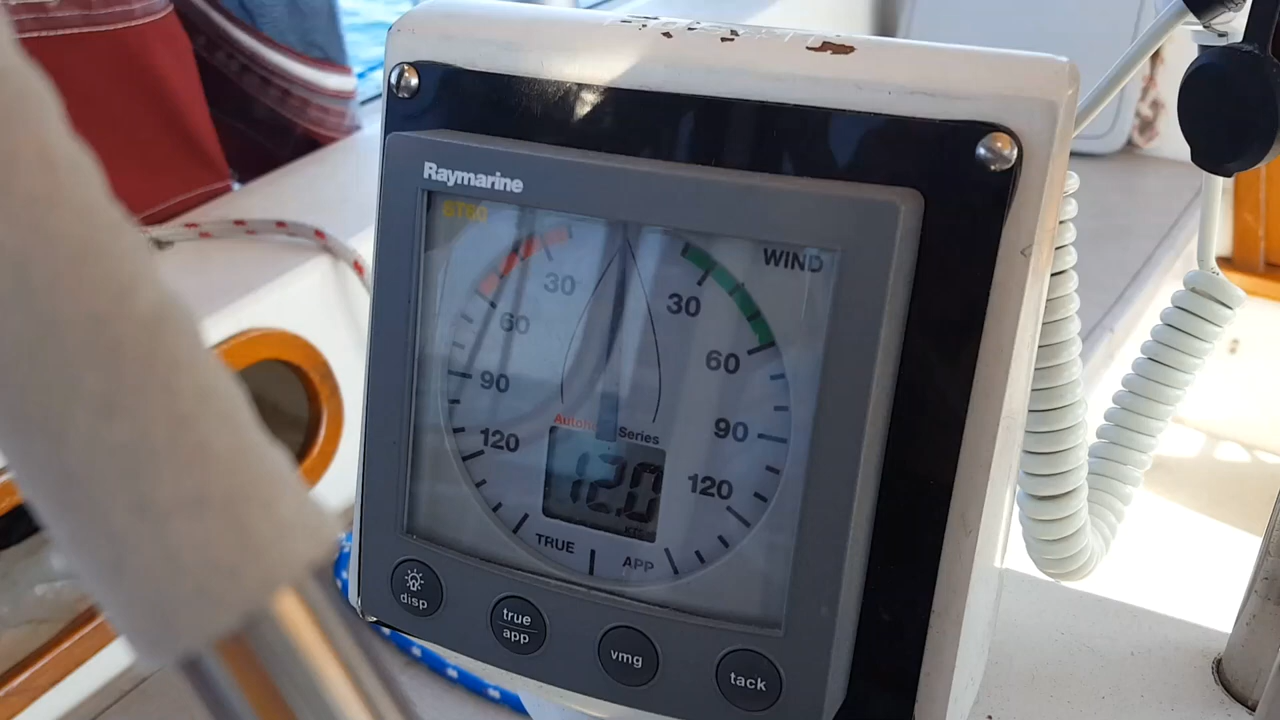 Raymarine
ST60
WIND
30
30
60
60
90
90
Series
120
120
12.0
KTS
TRUE
APP
disp
true
app
vmg
tack